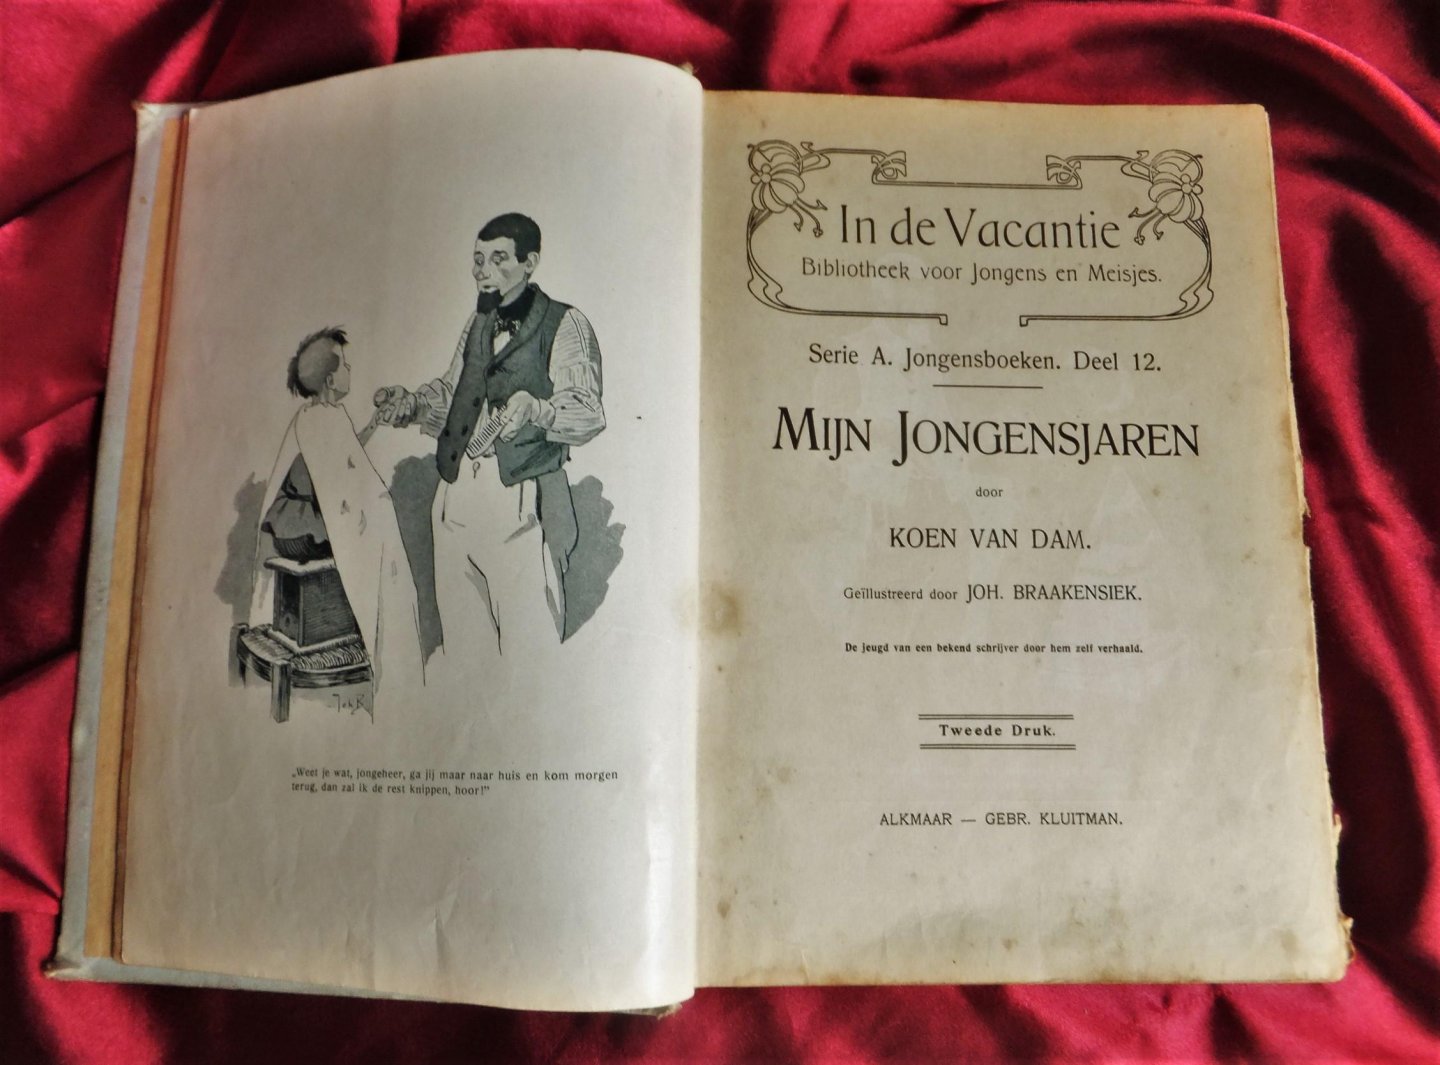 „Weet je wat, jongeheer, ga jij maar naar huis en kom morgen
terug, dan zal ik de rest knippen, hoor!”
Joh. B.
In de Vacantie
Bibliotheek voor Jongens en Meisjes.
Serie A. Jongensboeken. Deel 12.
MIJN JONGENSJAREN
door
KOEN VAN DAM.
Geïllustreerd door JOH. BRAAKENSIEK.
De jeugd van een bekend schrijver door hem zelf verhaald.
Tweede Druk.
ALKMAAR — GEBR. KLUITMAN.